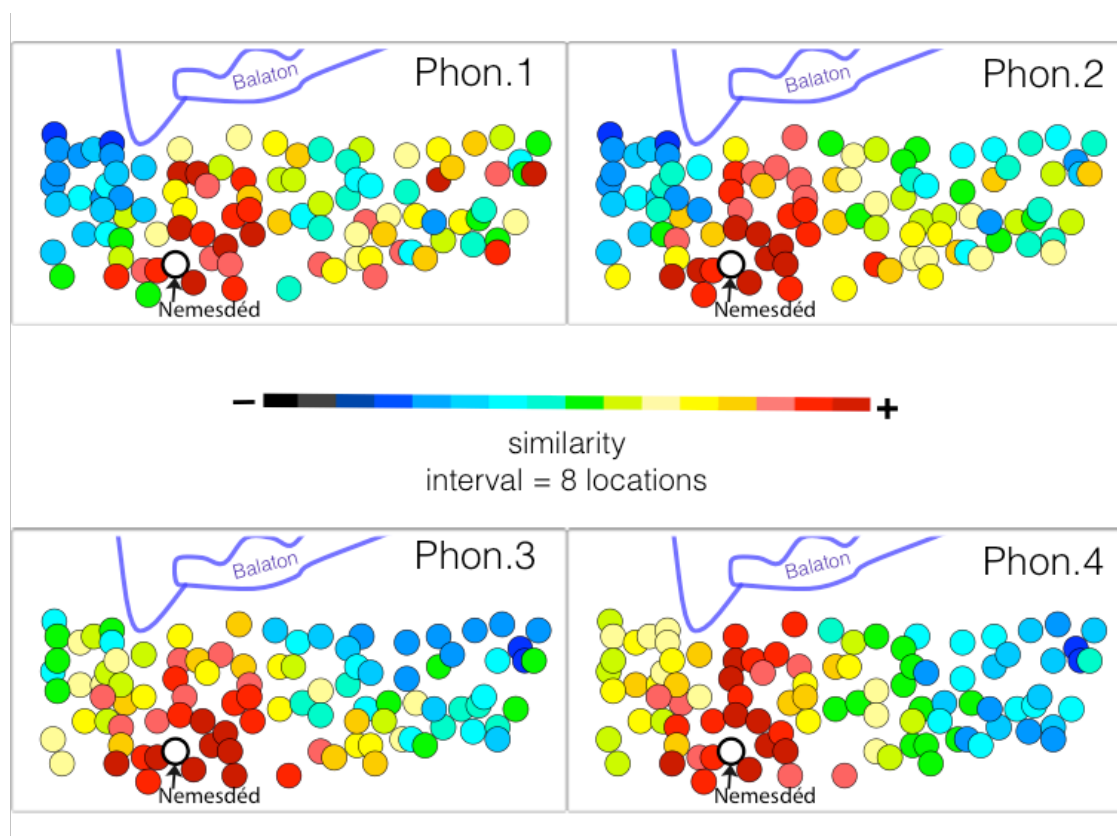 Phon.1
Balaton
Nemesdéd
Phon.2
Balaton
Nemesdéd
− +
similarity
interval = 8 locations
Phon.3
Balaton
Nemesdéd
Phon.4
Balaton
Nemesdéd